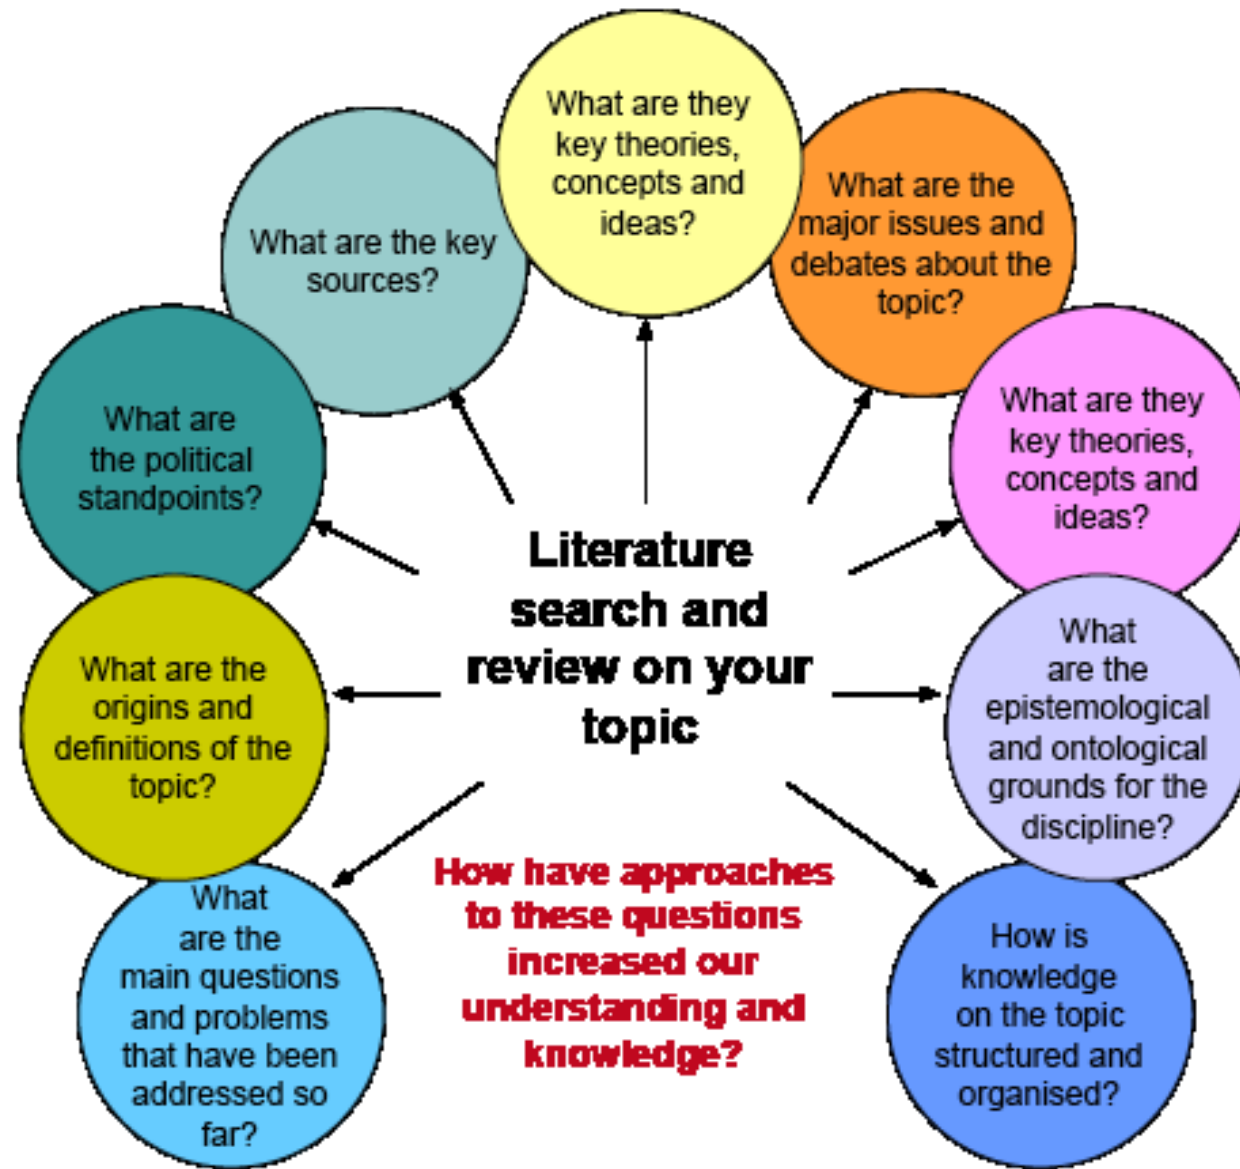 What are they
key theories,
concepts and
ideas?
What are the
major issues and
debates about the
topic?
What are the key
sources?
What are they
key theories,
concepts and
ideas?
What are
the political
standpoints?
Literature
search and
review on your
topic
What
are the
epistemological
and ontological
grounds for the
discipline?
What are the
origins and
definitions of the
topic?
How have approaches
to these questions
increased our
understanding and
knowledge?
What
are the
main questions
and problems
that have been
addressed so
far?
How is
knowledge
on the topic
structured and
organised?